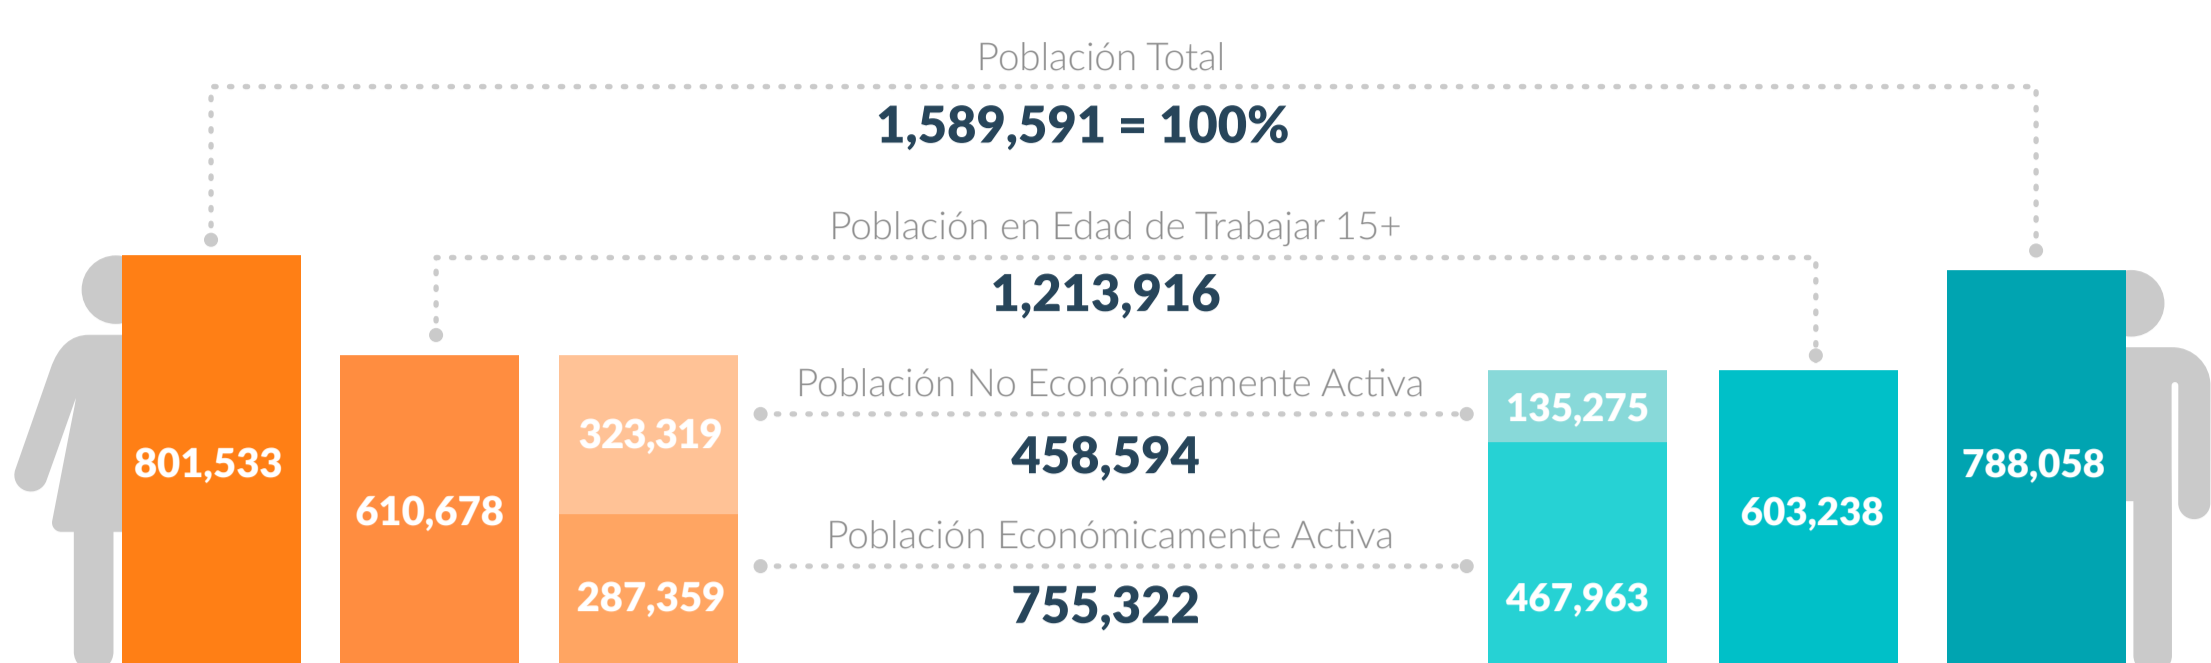 Población Total
1,589,591 = 100%
Población en Edad de Trabajar 15+
1,213,916
Población No Económicamente Activa
323,319
135,275
458,594
801,533
788,058
610,678
603,238
Población Económicamente Activa
287,359
467,963
755,322